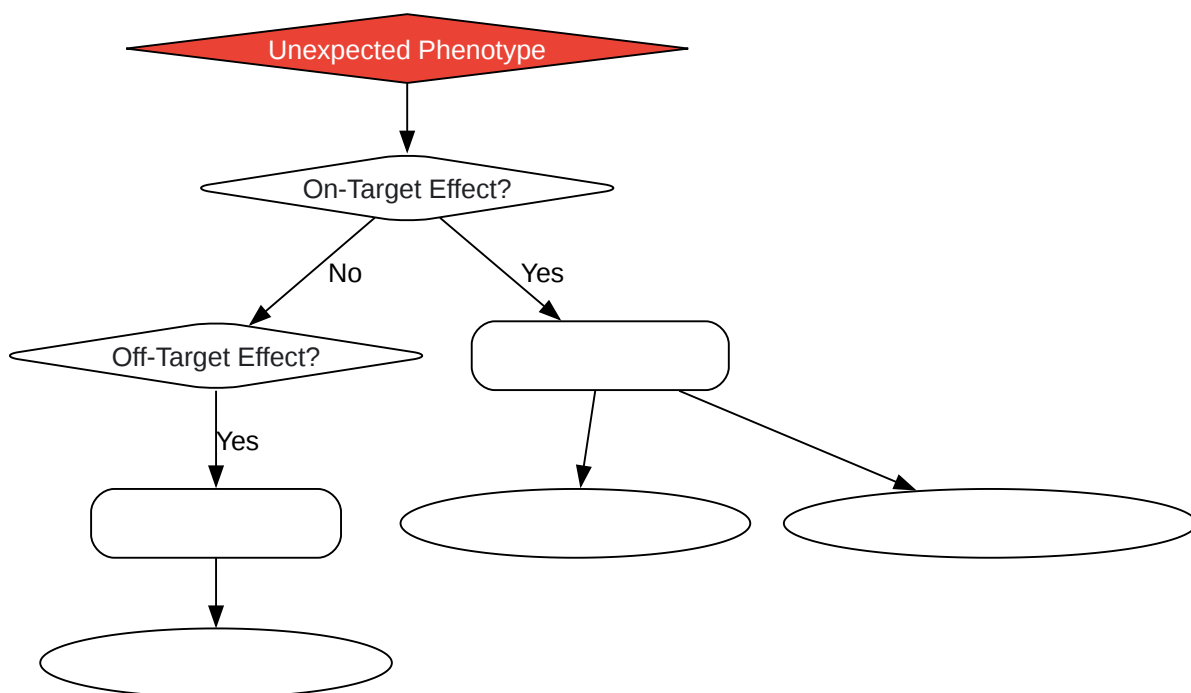 Unexpected Phenotype
On-Target Effect?
No
Yes
Off-Target Effect?
Yes